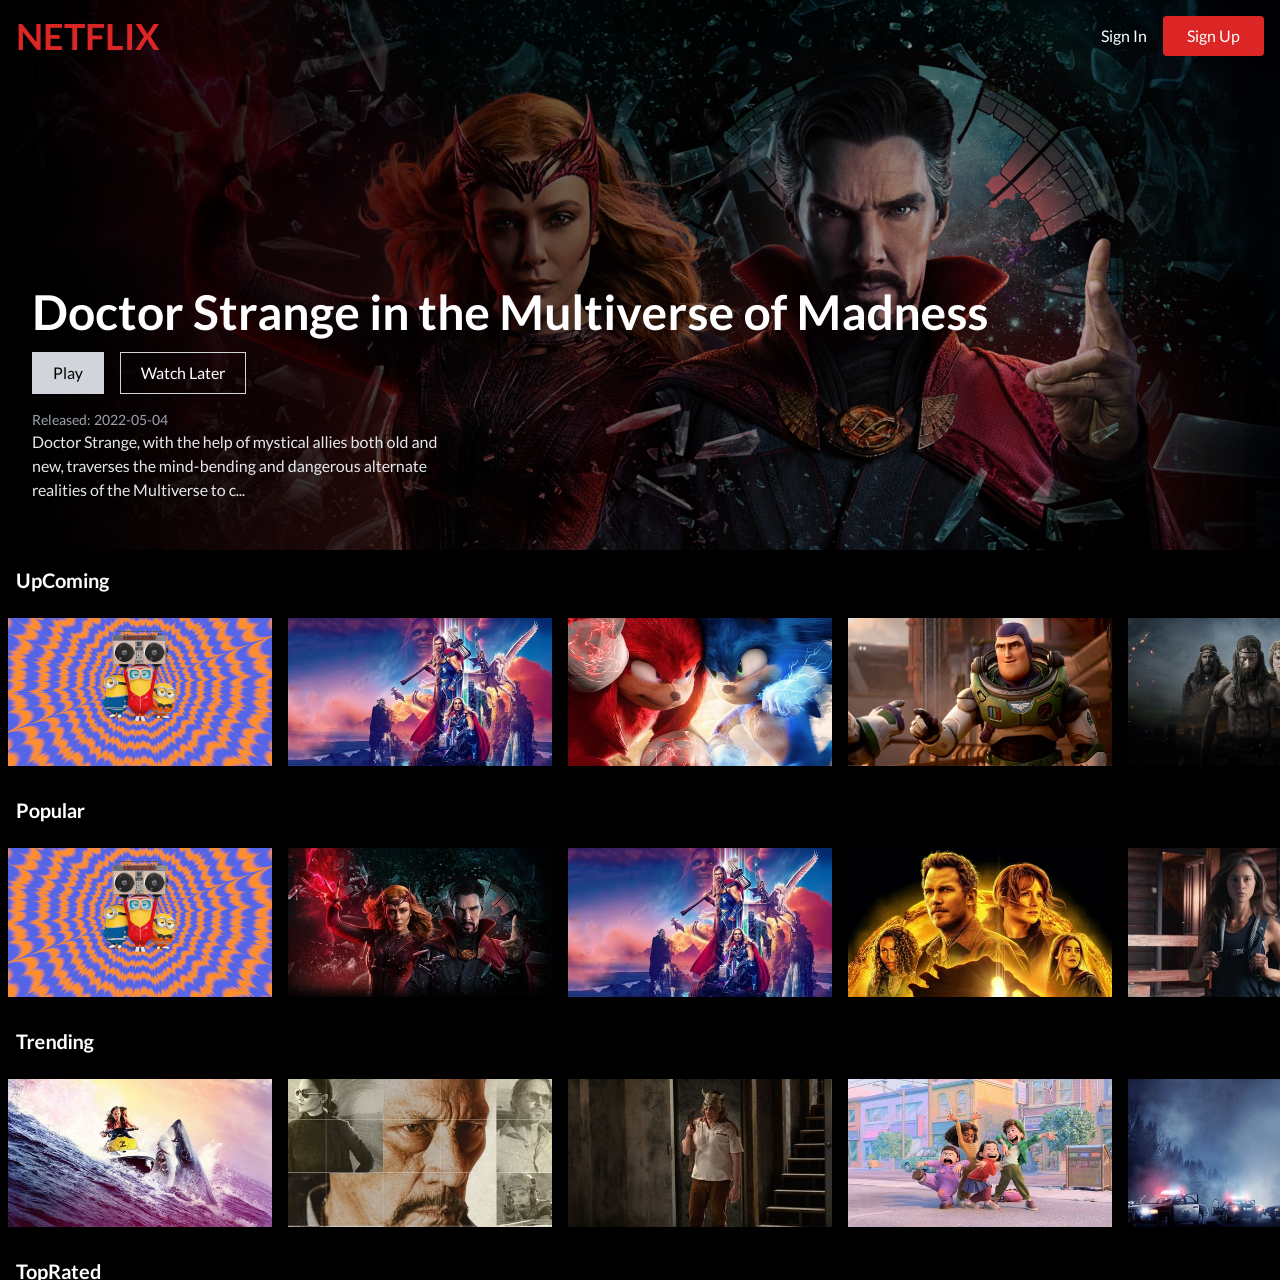 NETFLIX
Sign In
Sign Up
Doctor Strange in the Multiverse of Madness
Play
Watch Later
Released: 2022-05-04
Doctor Strange, with the help of mystical allies both old and
new, traverses the mind-bending and dangerous alternate
realities of the Multiverse to c...
UpComing
Popular
Trending
TopRated